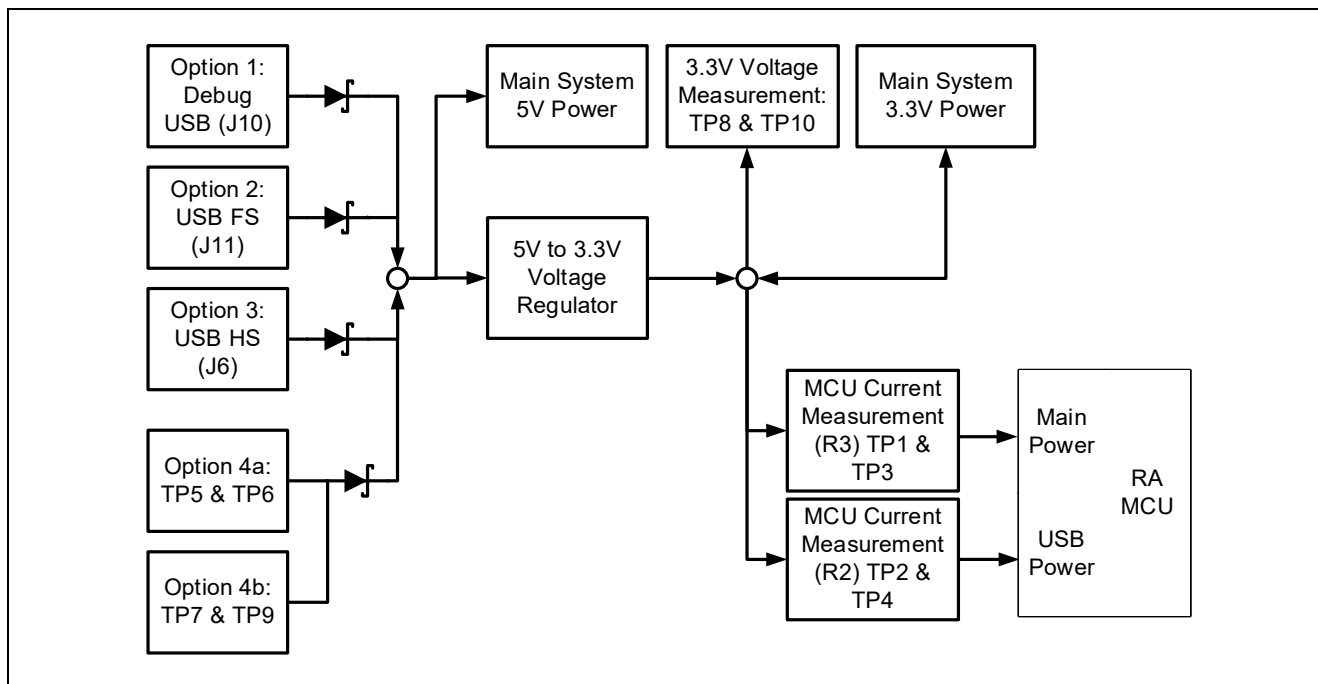 Option 1:
Debug
USB (J10)
Option 2:
USB FS
(J11)
Option 3:
USB HS
(J6)
Option 4a:
TP5 & TP6
Option 4b:
TP7 & TP9
Main System
5V Power
5V to 3.3V
Voltage
Regulator
3.3V Voltage
Measurement:
TP8 & TP10
Main System
3.3V Power
MCU Current
Measurement
(R3) TP1 &
TP3
MCU Current
Measurement
(R2) TP2 &
TP4
Main
Power
RA
MCU
USB
Power